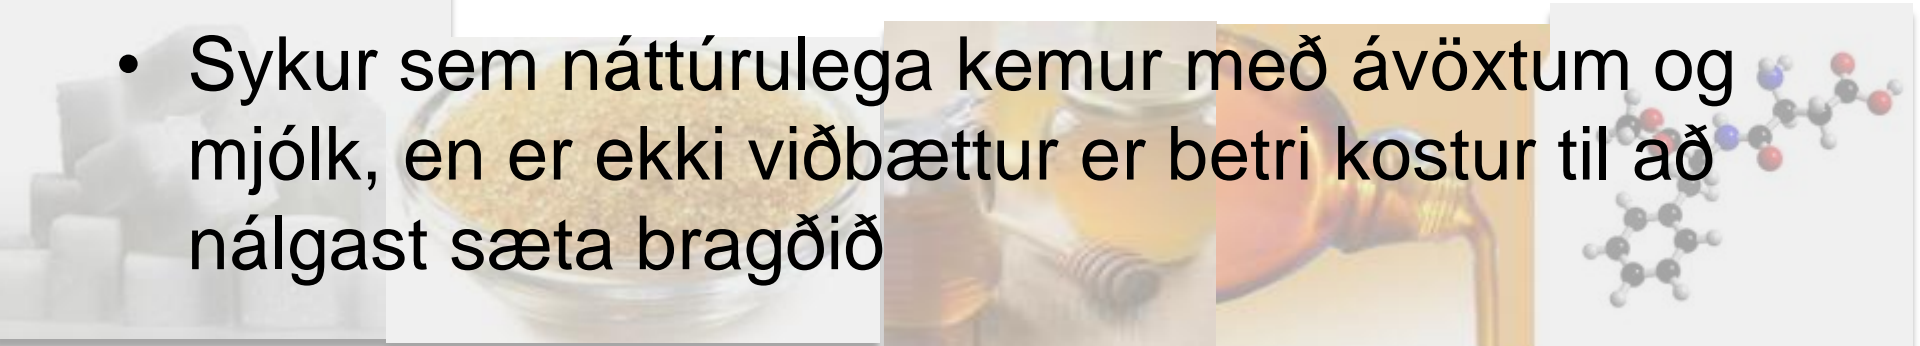 • Sykur sem náttúrulega kemur með ávöxtum og
mjólk, en er ekki viðbættur er betri kostur til að
nálgast sæta bragðið